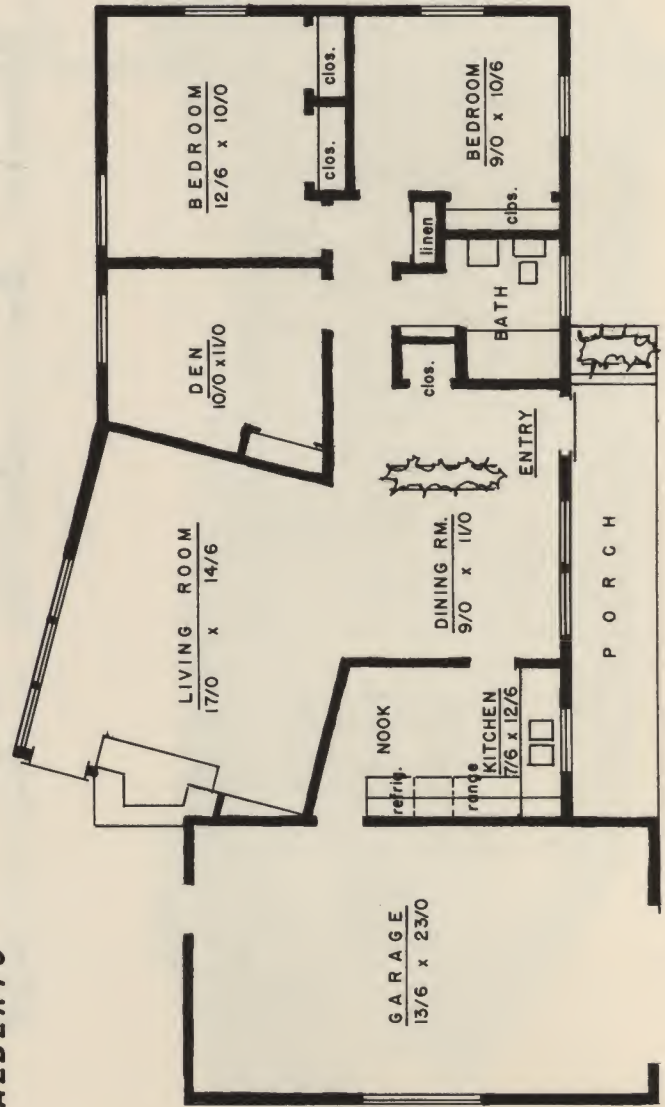 BEDROOM
12/6 x 10/0
clos.
clos.
BEDROOM
9/0 x 10/6
clos.
linen
BATH
DEN
10/0 x 11/0
clos.
ENTRY
LIVING ROOM
17/0 x 14/6
DINING RM.
9/0 x 11/0
PORCH
NOOK
KITCHEN
7/6 x 12/6
refrig.
range
GARAGE
13/6 x 23/0